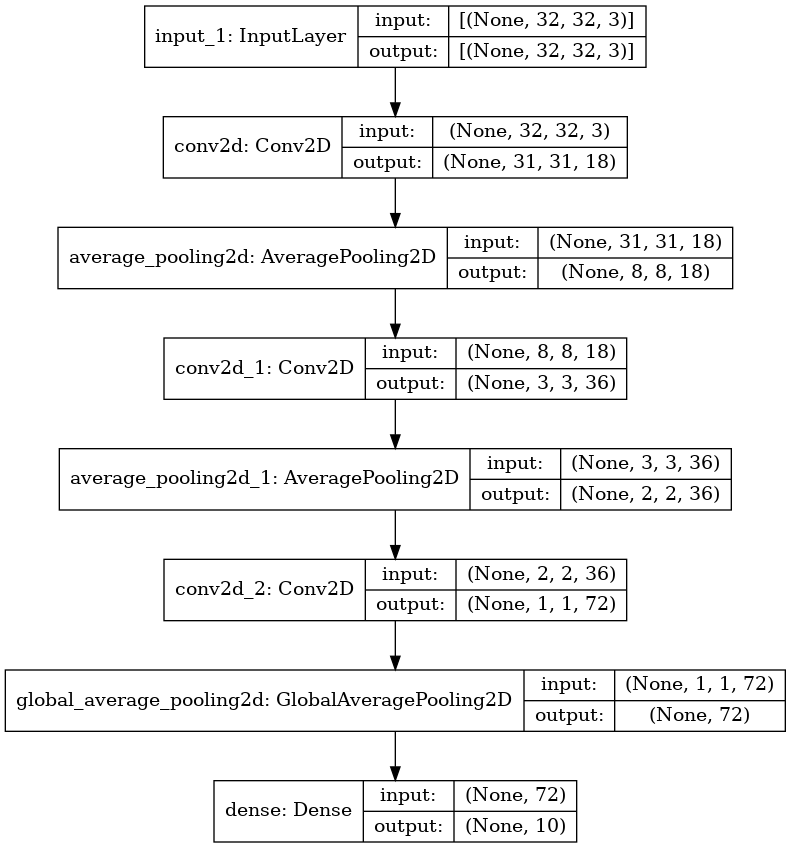 input_1: InputLayer
input: [(None, 32, 32, 3)]
output: [(None, 32, 32, 3)]
conv2d: Conv2D
input: (None, 32, 32, 3)
output: (None, 31, 31, 18)
average_pooling2d: AveragePooling2D
input: (None, 31, 31, 18)
output: (None, 8, 8, 18)
conv2d_1: Conv2D
input: (None, 8, 8, 18)
output: (None, 3, 3, 36)
average_pooling2d_1: AveragePooling2D
input: (None, 3, 3, 36)
output: (None, 2, 2, 36)
conv2d_2: Conv2D
input: (None, 2, 2, 36)
output: (None, 1, 1, 72)
global_average_pooling2d: GlobalAveragePooling2D
input: (None, 1, 1, 72)
output: (None, 72)
dense: Dense
input: (None, 72)
output: (None, 10)